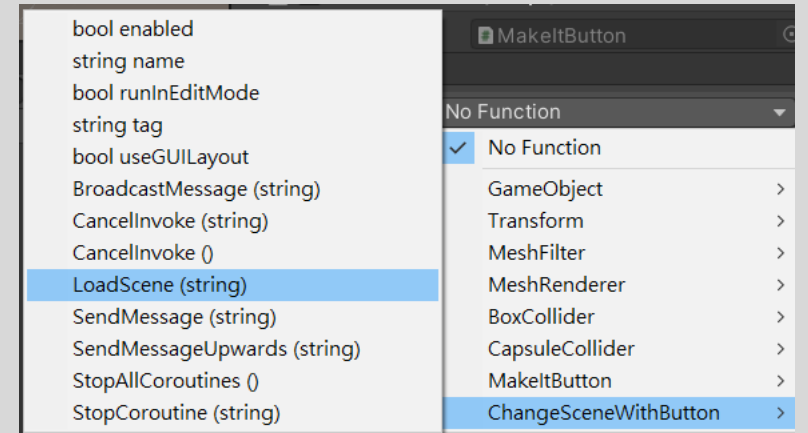 bool enabled
string name
bool runInEditMode
string tag
bool useGUILayout
BroadcastMessage (string)
CancelInvoke (string)
CancelInvoke ()
LoadScene (string)
SendMessage (string)
SendMessageUpwards (string)
StopAllCoroutines ()
StopCoroutine (string)
MakeItButton
No Function
No Function
GameObject
Transform
MeshFilter
MeshRenderer
BoxCollider
CapsuleCollider
MakeItButton
ChangeSceneWithButton